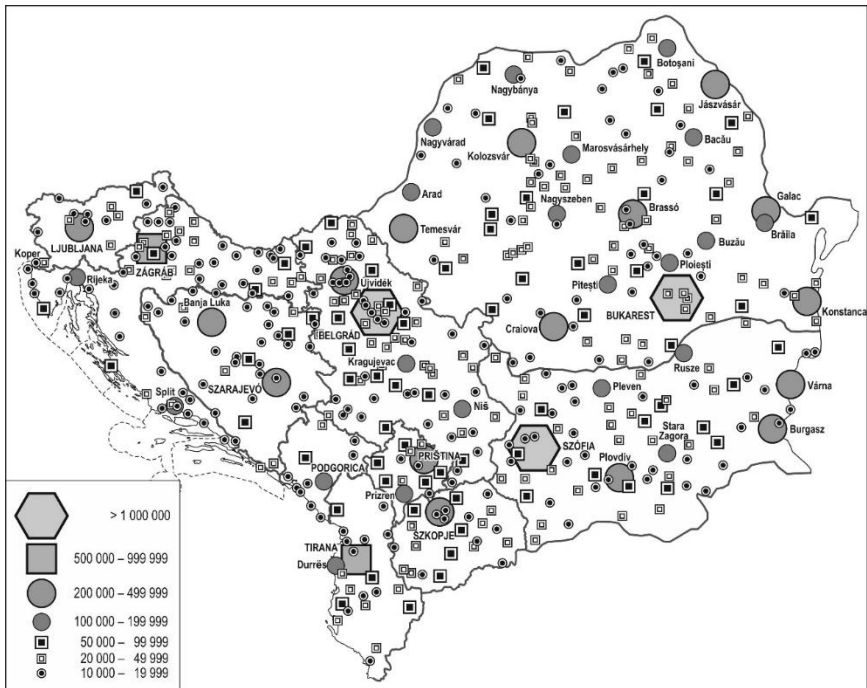 Botoșani
Nagybánya
Jászvásár
Nagyvárad
Kolozsvár
Marosvásárhely
Bacău
Arad
Nagyszeben
Brassó
Galac
LJUBLJANA
Temesvár
Brăila
Koper
ZÁGRÁB
Buzău
Rijeka
Újvidék
Ploiești
Pitești
Banja Luka
BUKAREST
Konstanca
BELGRÁD
Craiova
Kragujevac
Rusze
SZARAJEVÓ
Pleven
Várna
Split
Niš
Stara
Zagora
Burgasz
SZÓFIA
PRIŠTINA
PODGORICA
Plovdiv
Prizren
SZKOPJE
TIRANA
Durrës
> 1 000 000
500 000 – 999 999
200 000 – 499 999
100 000 – 199 999
50 000 – 99 999
20 000 – 49 999
10 000 – 19 999